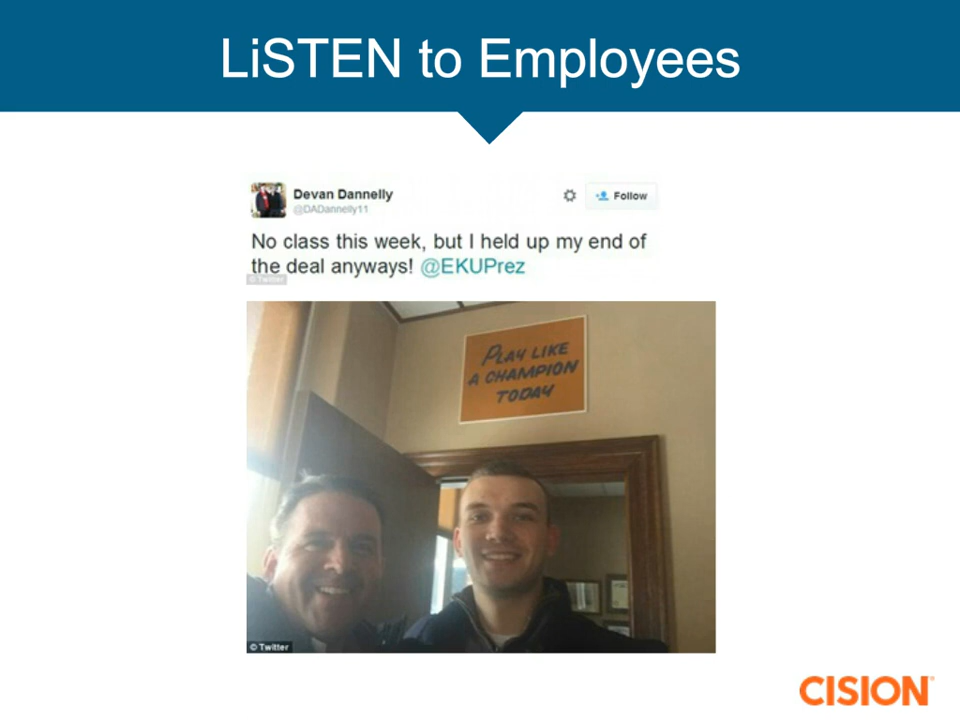 LiSTEN to Employees
Devan Dannelly
@DADannelly11
Follow
No class this week, but I held up my end of
the deal anyways! @EKUPrez
© Twitter
PLAY LIKE
A CHAMPION
TODAY
© Twitter
CISION